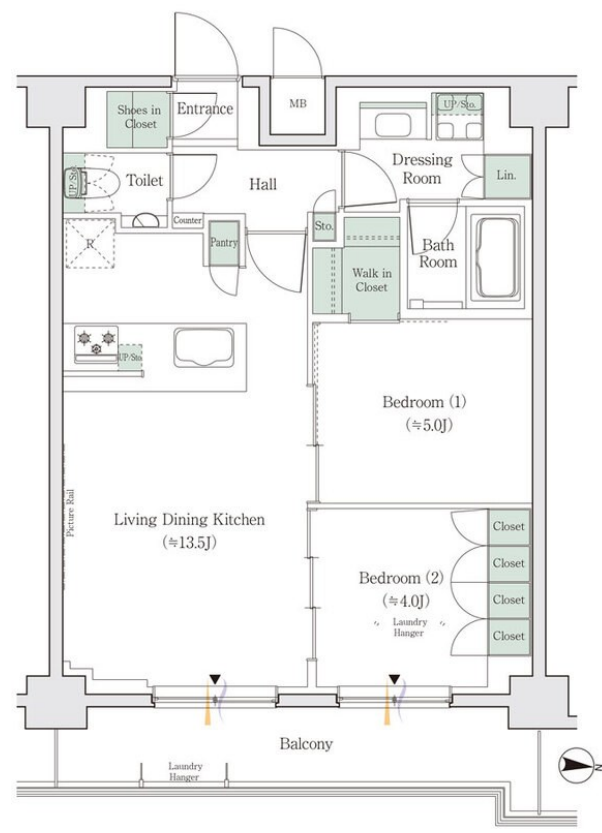 MB
Shoes in
Closet
Entrance
UP/Sto.
Dressing
Room
Lin.
UP/Sto.
Toilet
Hall
Counter
Sto.
R
Pantry
Bath
Room
Walk in
Closet
UP/Sto.
Bedroom (1)
(≒5.0J)
Picture Rail
Living Dining Kitchen
(≒13.5J)
Closet
Closet
Closet
Closet
Bedroom (2)
(≒4.0J)
Laundry
Hanger
Balcony
Laundry
Hanger
N